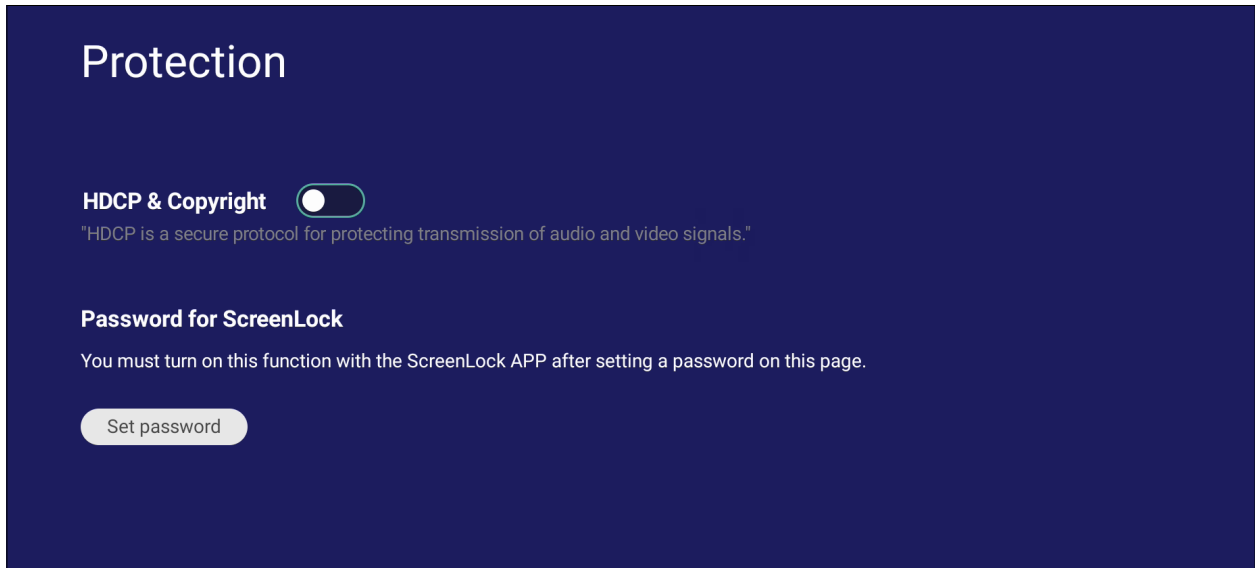 Protection
HDCP & Copyright
"HDCP is a secure protocol for protecting transmission of audio and video signals."
Password for ScreenLock
You must turn on this function with the ScreenLock APP after setting a password on this page.
Set password